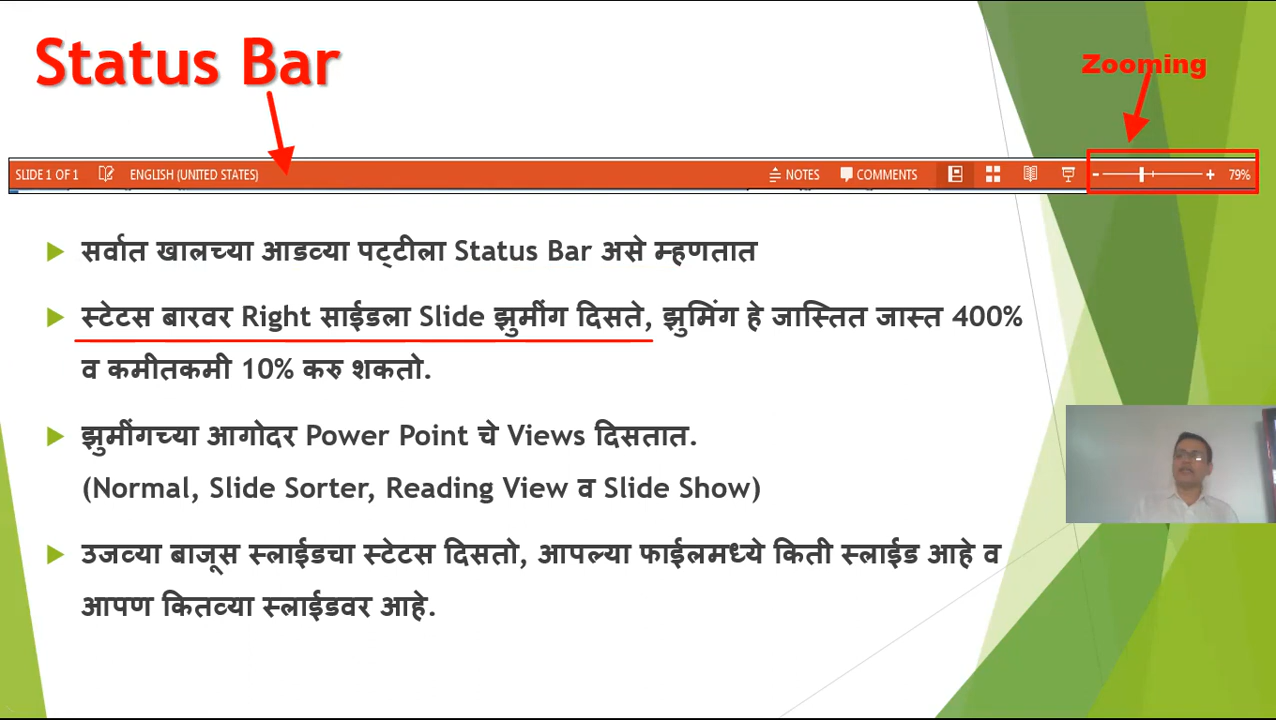 Status Bar
Zooming
SLIDE 1 OF 1 ENGLISH (UNITED STATES) NOTES COMMENTS 79%
सर्वात खालच्या आडव्या पट्टीला Status Bar असे म्हणतात
स्टेटस बारवर Right साईडला Slide झुमींग दिसते, झुमिंग हे जास्तित जास्त 400%
व कमीतकमी 10% करु शकतो.
झुमींगच्या आगोदर Power Point चे Views दिसतात.
(Normal, Slide Sorter, Reading View व Slide Show)
उजव्या बाजूस स्लाईडचा स्टेटस दिसतो, आपल्या फाईलमध्ये किती स्लाईड आहे व
आपण कितव्या स्लाईडवर आहे.